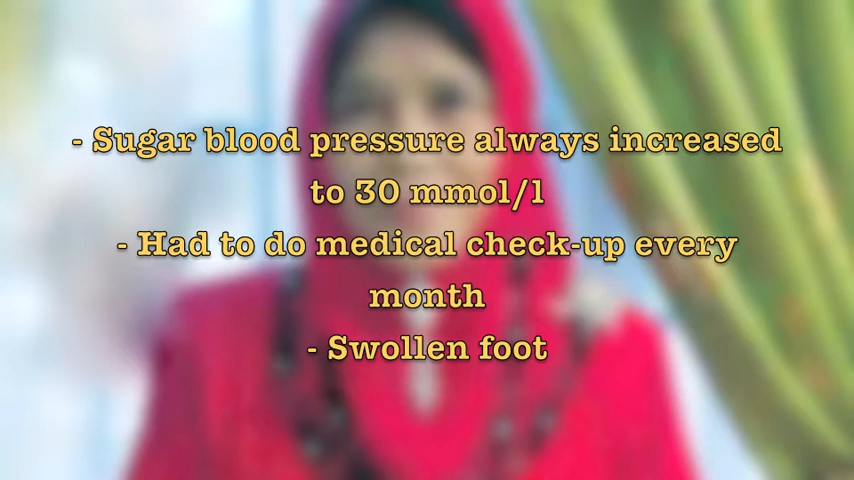 - Sugar blood pressure always increased
to 30 mmol/l
- Had to do medical check-up every
month
- Swollen foot